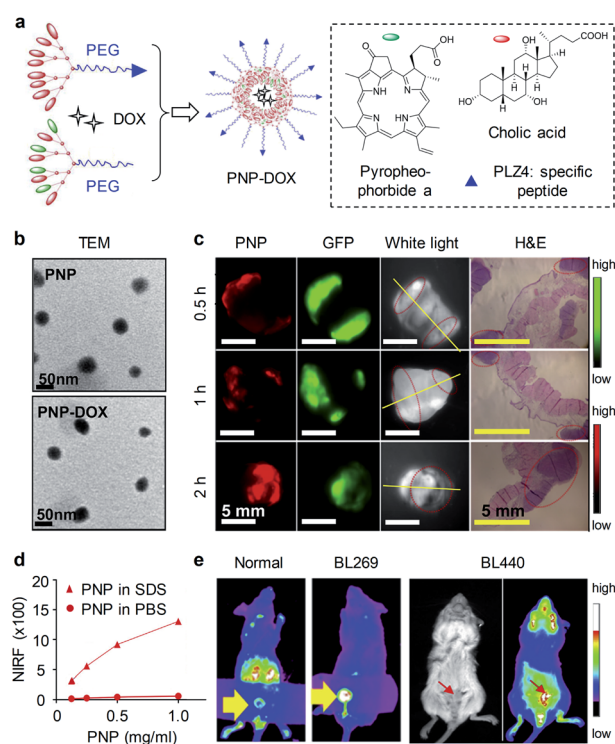 a
PEG
DOX
PEG
PNP-DOX
O
OH
N
HN
NH
N
O
Pyropheo-
phorbide a
OH
COOH
HO
OH
Cholic acid
PLZ4: specific
peptide
b
TEM
PNP
50nm
PNP-DOX
50nm
c
PNP
GFP
White light
H&E
0.5 h
1 h
2 h
5 mm
5 mm
high
low
high
low
d
PNP in SDS
PNP in PBS
NIRF (x100)
20
15
10
5
0
0.0
0.5
1.0
PNP (mg/ml)
e
Normal
BL269
BL440
high
low